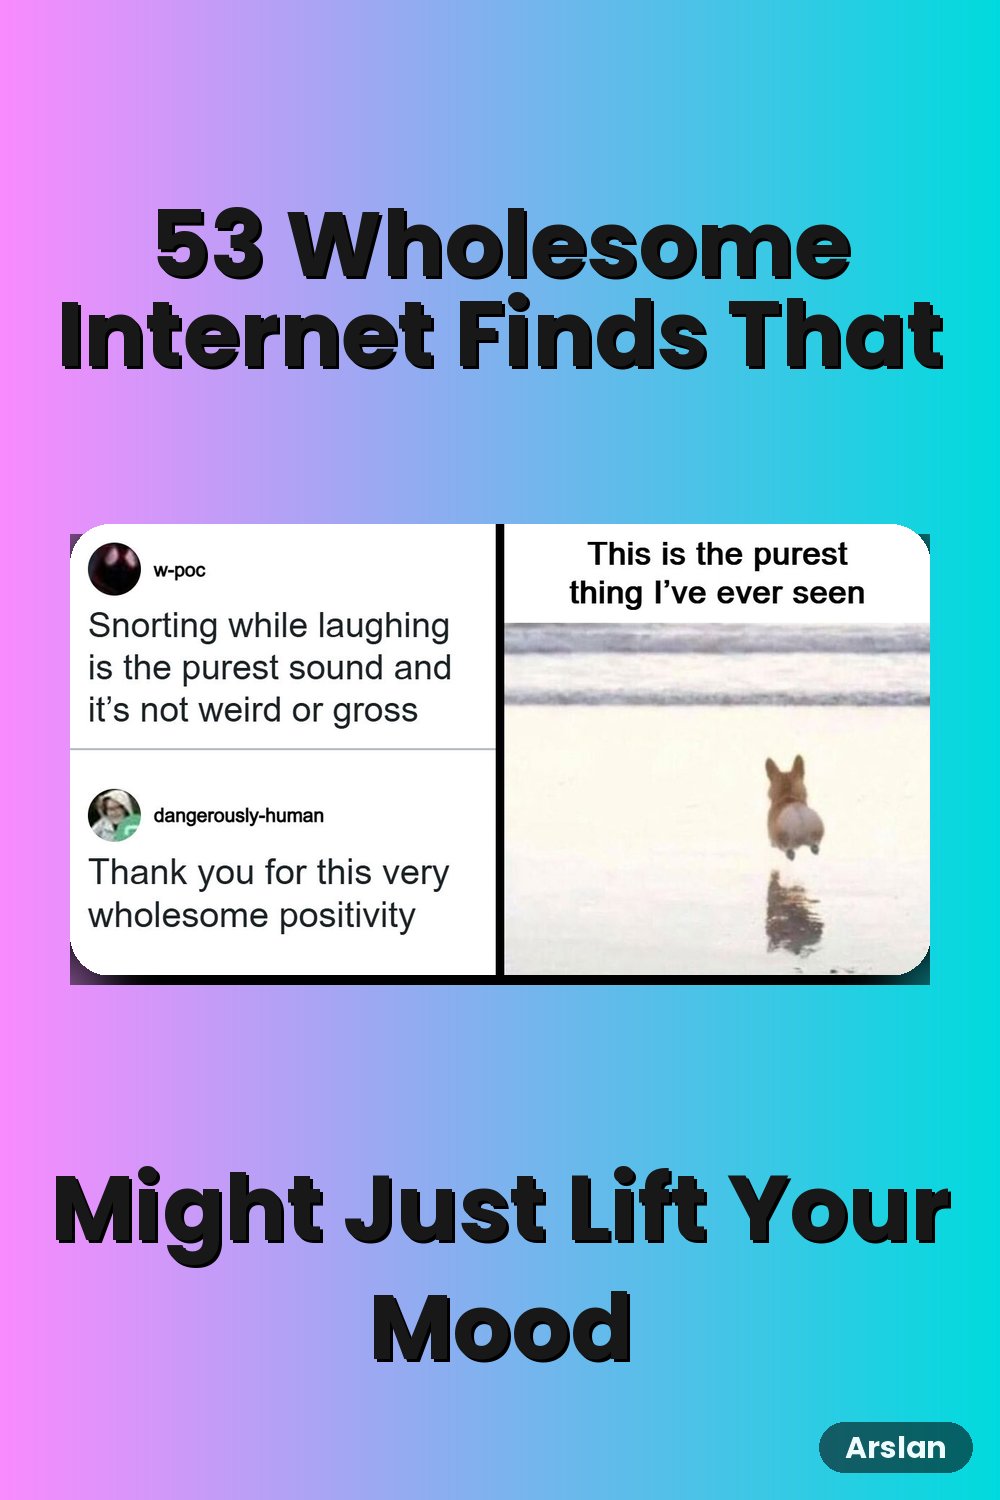 53 Wholesome
Internet Finds That
w-poc
Snorting while laughing
is the purest sound and
it's not weird or gross
dangerously-human
Thank you for this very
wholesome positivity
This is the purest
thing I've ever seen
Might Just Lift Your
Mood
Arslan